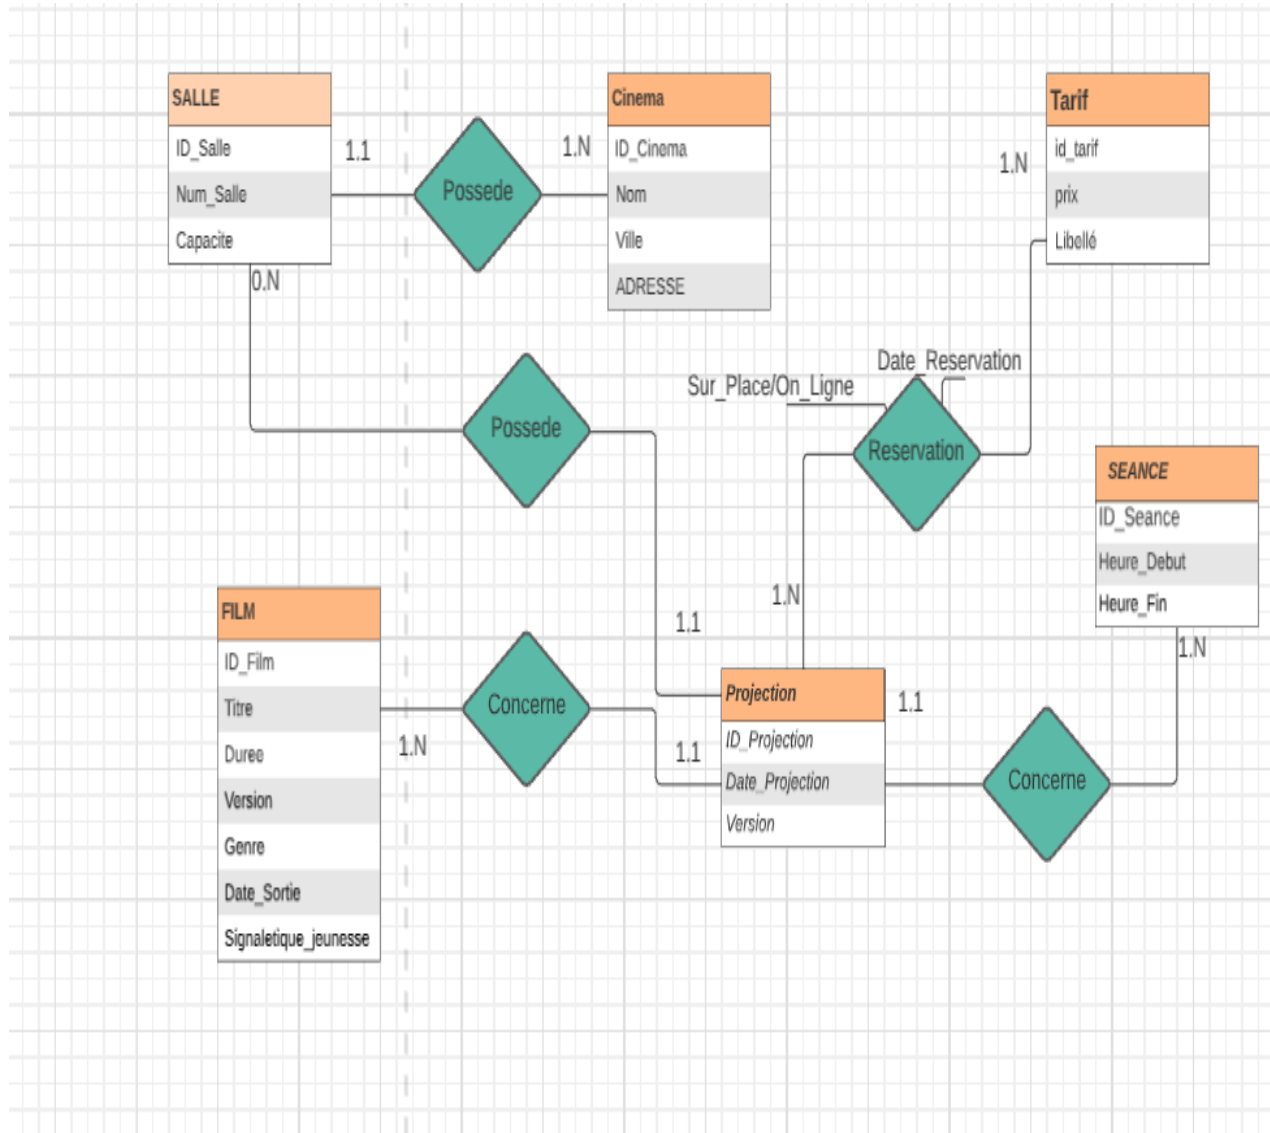 SALLE
ID_Salle
Num_Salle
Capacite
1.1
Possede
1.N
Cinema
ID_Cinema
Nom
Ville
ADRESSE
Tarif
id_tarif
prix
Libellé
1.N
0.N
Possede
Sur_Place/On_Ligne
Date_Reservation
Reservation
SEANCE
ID_Seance
Heure_Debut
Heure_Fin
1.N
FILM
ID_Film
Titre
Duree
Version
Genre
Date_Sortie
Signaletique_jeunesse
1.N
Concerne
1.1
1.1
1.N
Projection
ID_Projection
Date_Projection
Version
1.1
Concerne